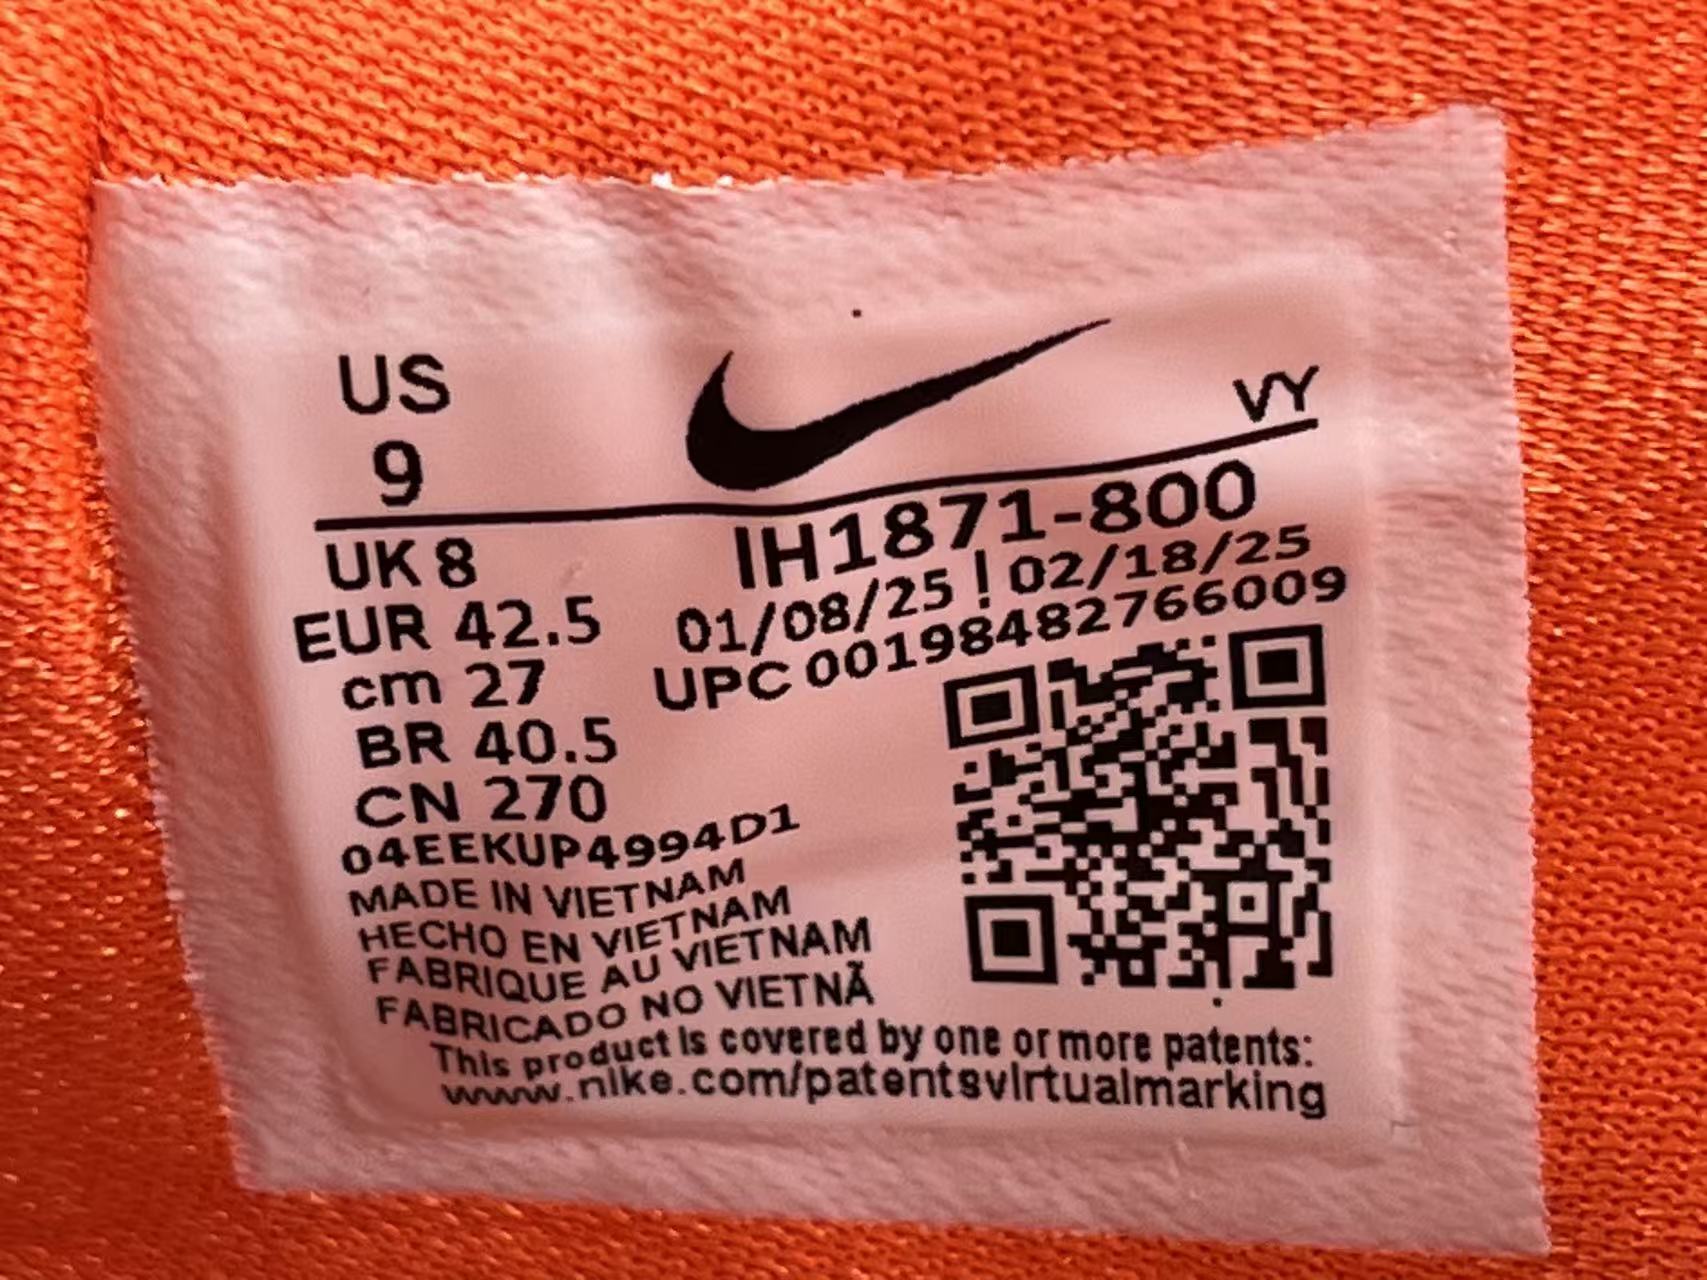 US
9
VY
UK 8
EUR 42.5
cm 27
BR 40.5
CN 270
IH1871-800
01/08/25 ! 02/18/25
UPC 00198482766009
04EEKUP4994D1
MADE IN VIETNAM
HECHO EN VIETNAM
FABRIQUE AU VIETNAM
FABRICADO NO VIETNÃ
This product is covered by one or more patents:
www.nike.com/patentsvirtualmarking